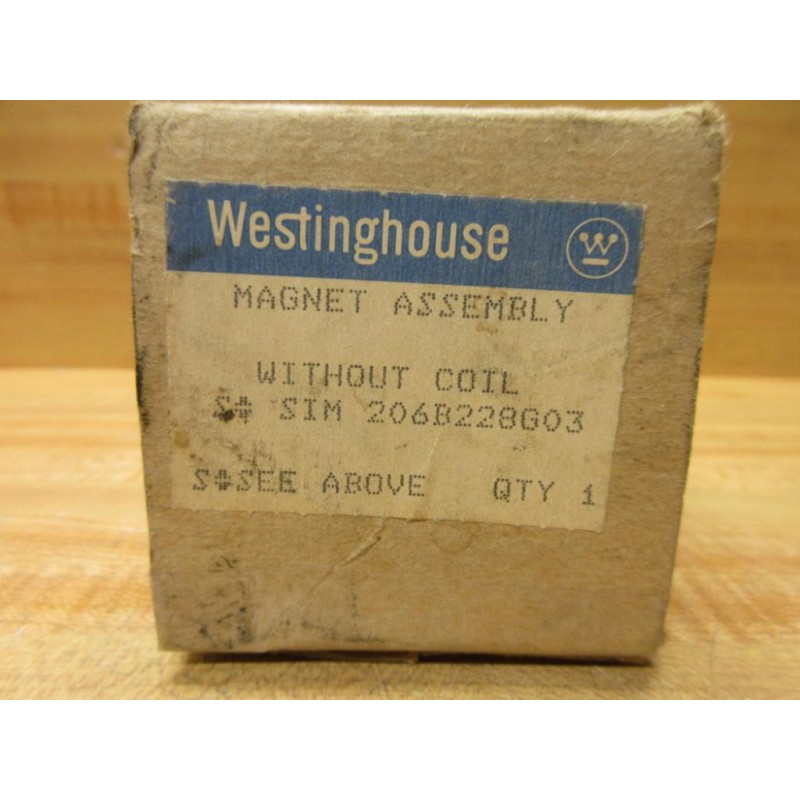 Westinghouse W
MAGNET ASSEMBLY
WITHOUT COIL
S# SIM 206B228G03
S#SEE ABOVE QTY 1